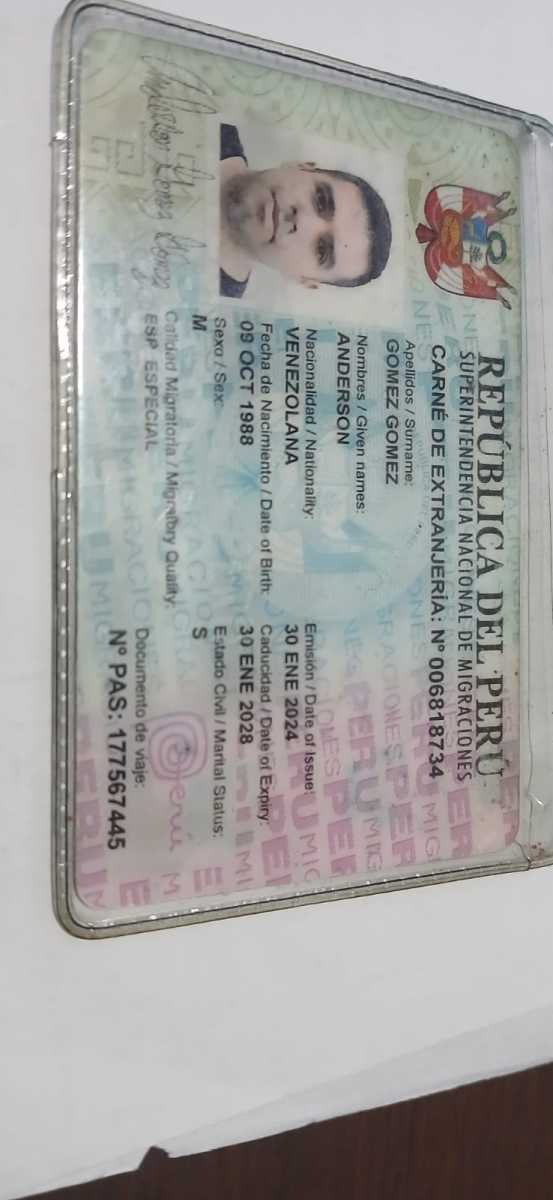 REPÚBLICA DEL PERÚ
SUPERINTENDENCIA NACIONAL DE MIGRACIONES
CARNÉ DE EXTRANJERÍA: N° 006818734
Apellidos / Surname:
GOMEZ GOMEZ
Nombres / Given names:
ANDERSON
Nacionalidad / Nationality:
VENEZOLANA
Emisión / Date of Issue:
30 ENE 2024
Fecha de Nacimiento / Date of Birth:
09 OCT 1988
Caducidad / Date of Expiry:
30 ENE 2028
Sexo / Sex:
M
Estado Civil / Marital Status:
S
Calidad Migratoria / Migratory Quality:
ESP ESPECIAL
Documento de viaje:
N° PAS: 177567445
Perú